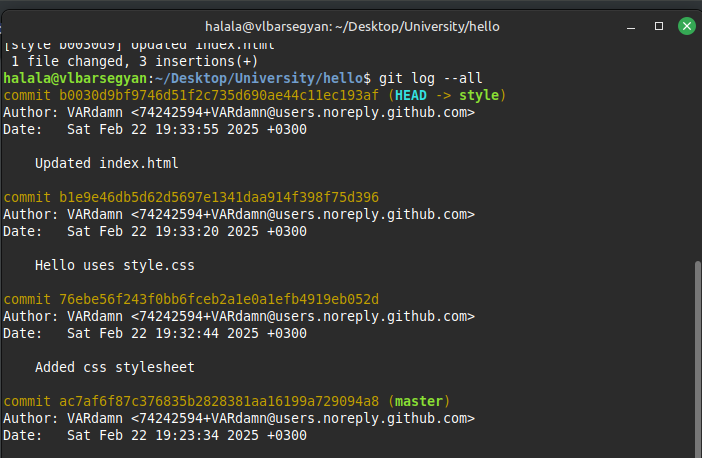 halala@vlbarsegyan: ~/Desktop/University/hello
[style b0030d9] Updated index.html
 1 file changed, 3 insertions(+)
halala@vlbarsegyan:~/Desktop/University/hello$ git log --all
commit b0030d9bf9746d51f2c735d690ae44c11ec193af (HEAD -> style)
Author: VARdamn <74242594+VARdamn@users.noreply.github.com>
Date:   Sat Feb 22 19:33:55 2025 +0300
    Updated index.html
commit b1e9e46db5d62d5697e1341daa914f398f75d396
Author: VARdamn <74242594+VARdamn@users.noreply.github.com>
Date:   Sat Feb 22 19:33:20 2025 +0300
    Hello uses style.css
commit 76ebe56f243f0bb6fceb2a1e0a1efb4919eb052d
Author: VARdamn <74242594+VARdamn@users.noreply.github.com>
Date:   Sat Feb 22 19:32:44 2025 +0300
    Added css stylesheet
commit ac7af6f87c376835b2828381aa16199a729094a8 (master)
Author: VARdamn <74242594+VARdamn@users.noreply.github.com>
Date:   Sat Feb 22 19:23:34 2025 +0300